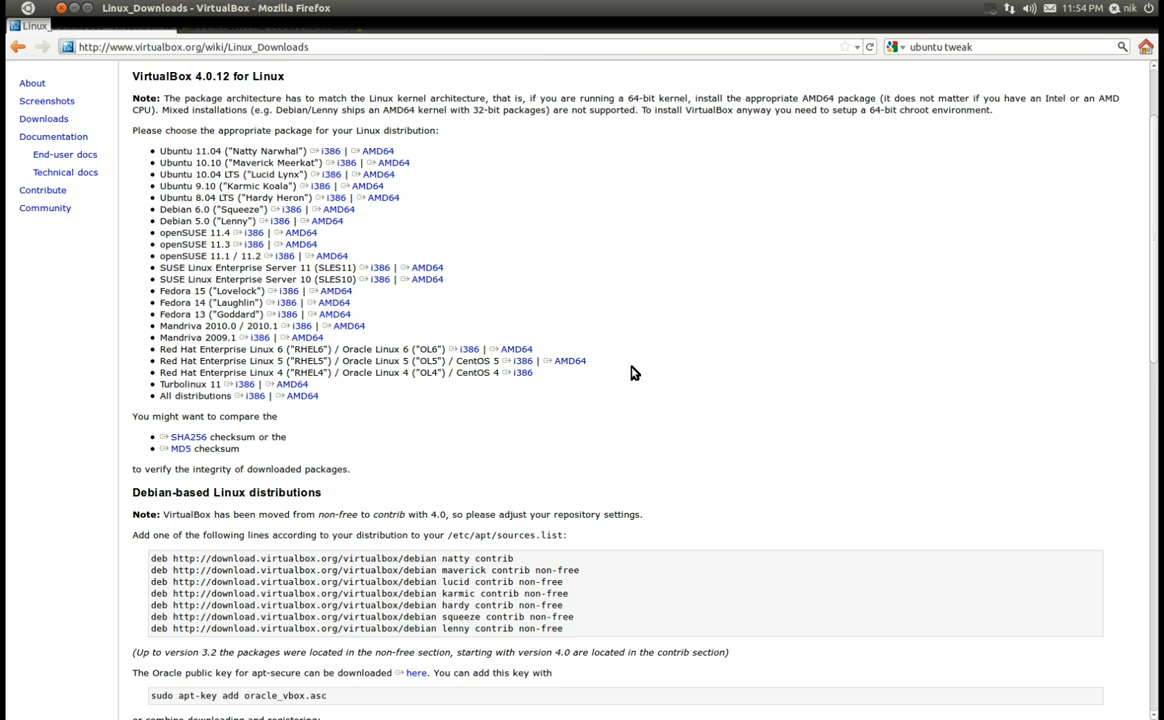 Linux_Downloads - VirtualBox - Mozilla Firefox
11:54 PM nik
Linux_
http://www.virtualbox.org/wiki/Linux_Downloads
ubuntu tweak
About
Screenshots
Downloads
Documentation
End-user docs
Technical docs
Contribute
Community
VirtualBox 4.0.12 for Linux
Note: The package architecture has to match the Linux kernel architecture, that is, if you are running a 64-bit kernel, install the appropriate AMD64 package (it does not matter if you have an Intel or an AMD
CPU). Mixed installations (e.g. Debian/Lenny ships an AMD64 kernel with 32-bit packages) are not supported. To install VirtualBox anyway you need to setup a 64-bit chroot environment.
Please choose the appropriate package for your Linux distribution:
Ubuntu 11.04 ("Natty Narwhal") i386 | AMD64
Ubuntu 10.10 ("Maverick Meerkat") i386 | AMD64
Ubuntu 10.04 LTS ("Lucid Lynx") i386 | AMD64
Ubuntu 9.10 ("Karmic Koala") i386 | AMD64
Ubuntu 8.04 LTS ("Hardy Heron") i386 | AMD64
Debian 6.0 ("Squeeze") i386 | AMD64
Debian 5.0 ("Lenny") i386 | AMD64
openSUSE 11.4 i386 | AMD64
openSUSE 11.3 i386 | AMD64
openSUSE 11.1 / 11.2 i386 | AMD64
SUSE Linux Enterprise Server 11 (SLES11) i386 | AMD64
SUSE Linux Enterprise Server 10 (SLES10) i386 | AMD64
Fedora 15 ("Lovelock") i386 | AMD64
Fedora 14 ("Laughlin") i386 | AMD64
Fedora 13 ("Goddard") i386 | AMD64
Mandriva 2010.0 / 2010.1 i386 | AMD64
Mandriva 2009.1 i386 | AMD64
Red Hat Enterprise Linux 6 ("RHEL6") / Oracle Linux 6 ("OL6") i386 | AMD64
Red Hat Enterprise Linux 5 ("RHEL5") / Oracle Linux 5 ("OL5") / CentOS 5 i386 | AMD64
Red Hat Enterprise Linux 4 ("RHEL4") / Oracle Linux 4 ("OL4") / CentOS 4 i386
Turbolinux 11 i386 | AMD64
All distributions i386 | AMD64
You might want to compare the
SHA256 checksum or the
MD5 checksum
to verify the integrity of downloaded packages.
Debian-based Linux distributions
Note: VirtualBox has been moved from non-free to contrib with 4.0, so please adjust your repository settings.
Add one of the following lines according to your distribution to your /etc/apt/sources.list:
deb http://download.virtualbox.org/virtualbox/debian natty contrib
deb http://download.virtualbox.org/virtualbox/debian maverick contrib non-free
deb http://download.virtualbox.org/virtualbox/debian lucid contrib non-free
deb http://download.virtualbox.org/virtualbox/debian karmic contrib non-free
deb http://download.virtualbox.org/virtualbox/debian hardy contrib non-free
deb http://download.virtualbox.org/virtualbox/debian squeeze contrib non-free
deb http://download.virtualbox.org/virtualbox/debian lenny contrib non-free
(Up to version 3.2 the packages were located in the non-free section, starting with version 4.0 are located in the contrib section)
The Oracle public key for apt-secure can be downloaded here. You can add this key with
sudo apt-key add oracle_vbox.asc
or combine downloading and registering: